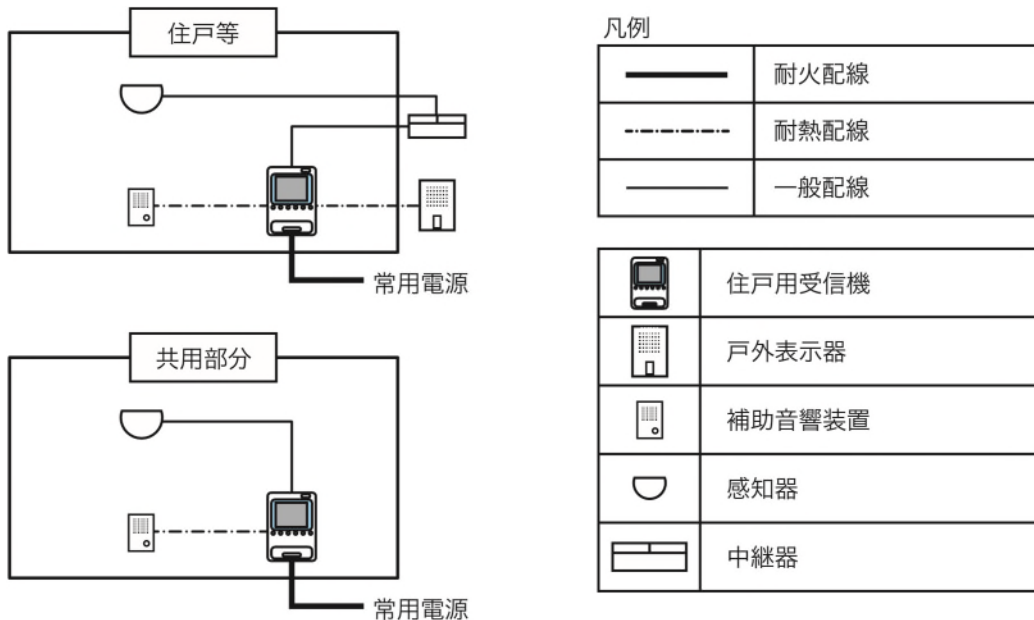 住戸等
常用電源
共用部分
常用電源
凡例
耐火配線
耐熱配線
一般配線
住戸用受信機
戸外表示器
補助音響装置
感知器
中継器